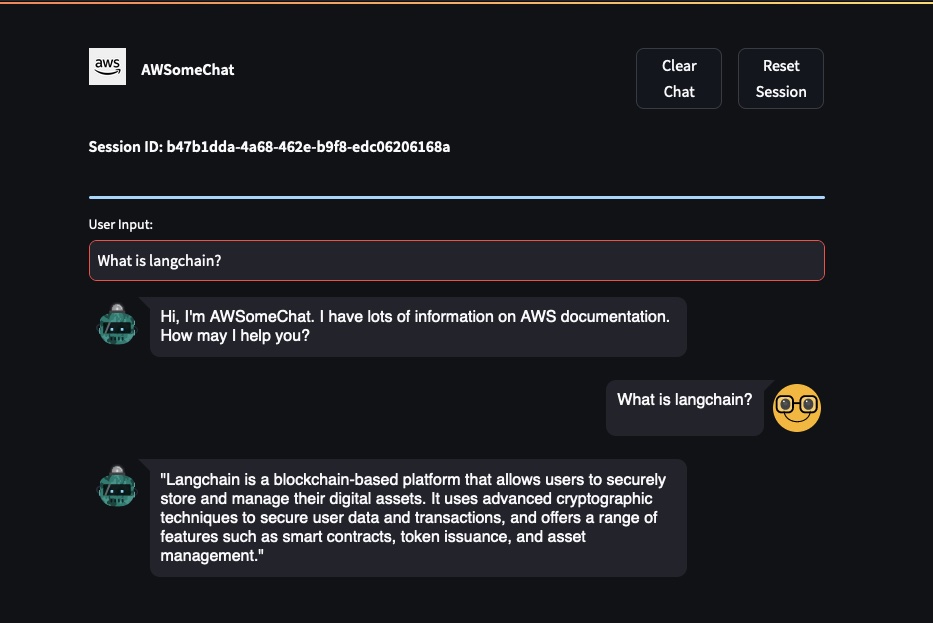 aws
AWSomeChat
Clear
Chat
Reset
Session
Session ID: b47b1dda-4a68-462e-b9f8-edc06206168a
User Input:
What is langchain?
Hi, I'm AWSomeChat. I have lots of information on AWS documentation.
How may I help you?
What is langchain?
"Langchain is a blockchain-based platform that allows users to securely
store and manage their digital assets. It uses advanced cryptographic
techniques to secure user data and transactions, and offers a range of
features such as smart contracts, token issuance, and asset
management."